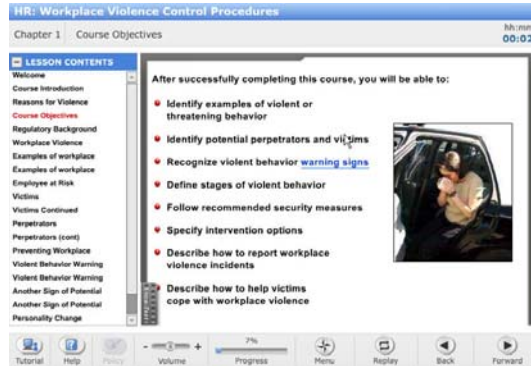 HR: Workplace Violence Control Procedures
Chapter 1 Course Objectives
hh:mm
00:02
LESSON CONTENTS
Welcome
Course Introduction
Reasons for Violence
Course Objectives
Regulatory Background
Workplace Violence
Examples of workplace
Examples of workplace
Employee at Risk
Victims
Victims Continued
Perpetrators
Perpetrators (cont)
Preventing Workplace
Violent Behavior Warning
Violent Behavior Warning
Another Sign of Potential
Another Sign of Potential
Personality Change
After successfully completing this course, you will be able to:
Identify examples of violent or
threatening behavior
Identify potential perpetrators and victims
Recognize violent behavior warning signs
Define stages of violent behavior
Follow recommended security measures
Specify intervention options
Describe how to report workplace
violence incidents
Describe how to help victims
cope with workplace violence
Tutorial
Help
Policy
- +
Volume
7%
Progress
Menu
Replay
Back
Forward